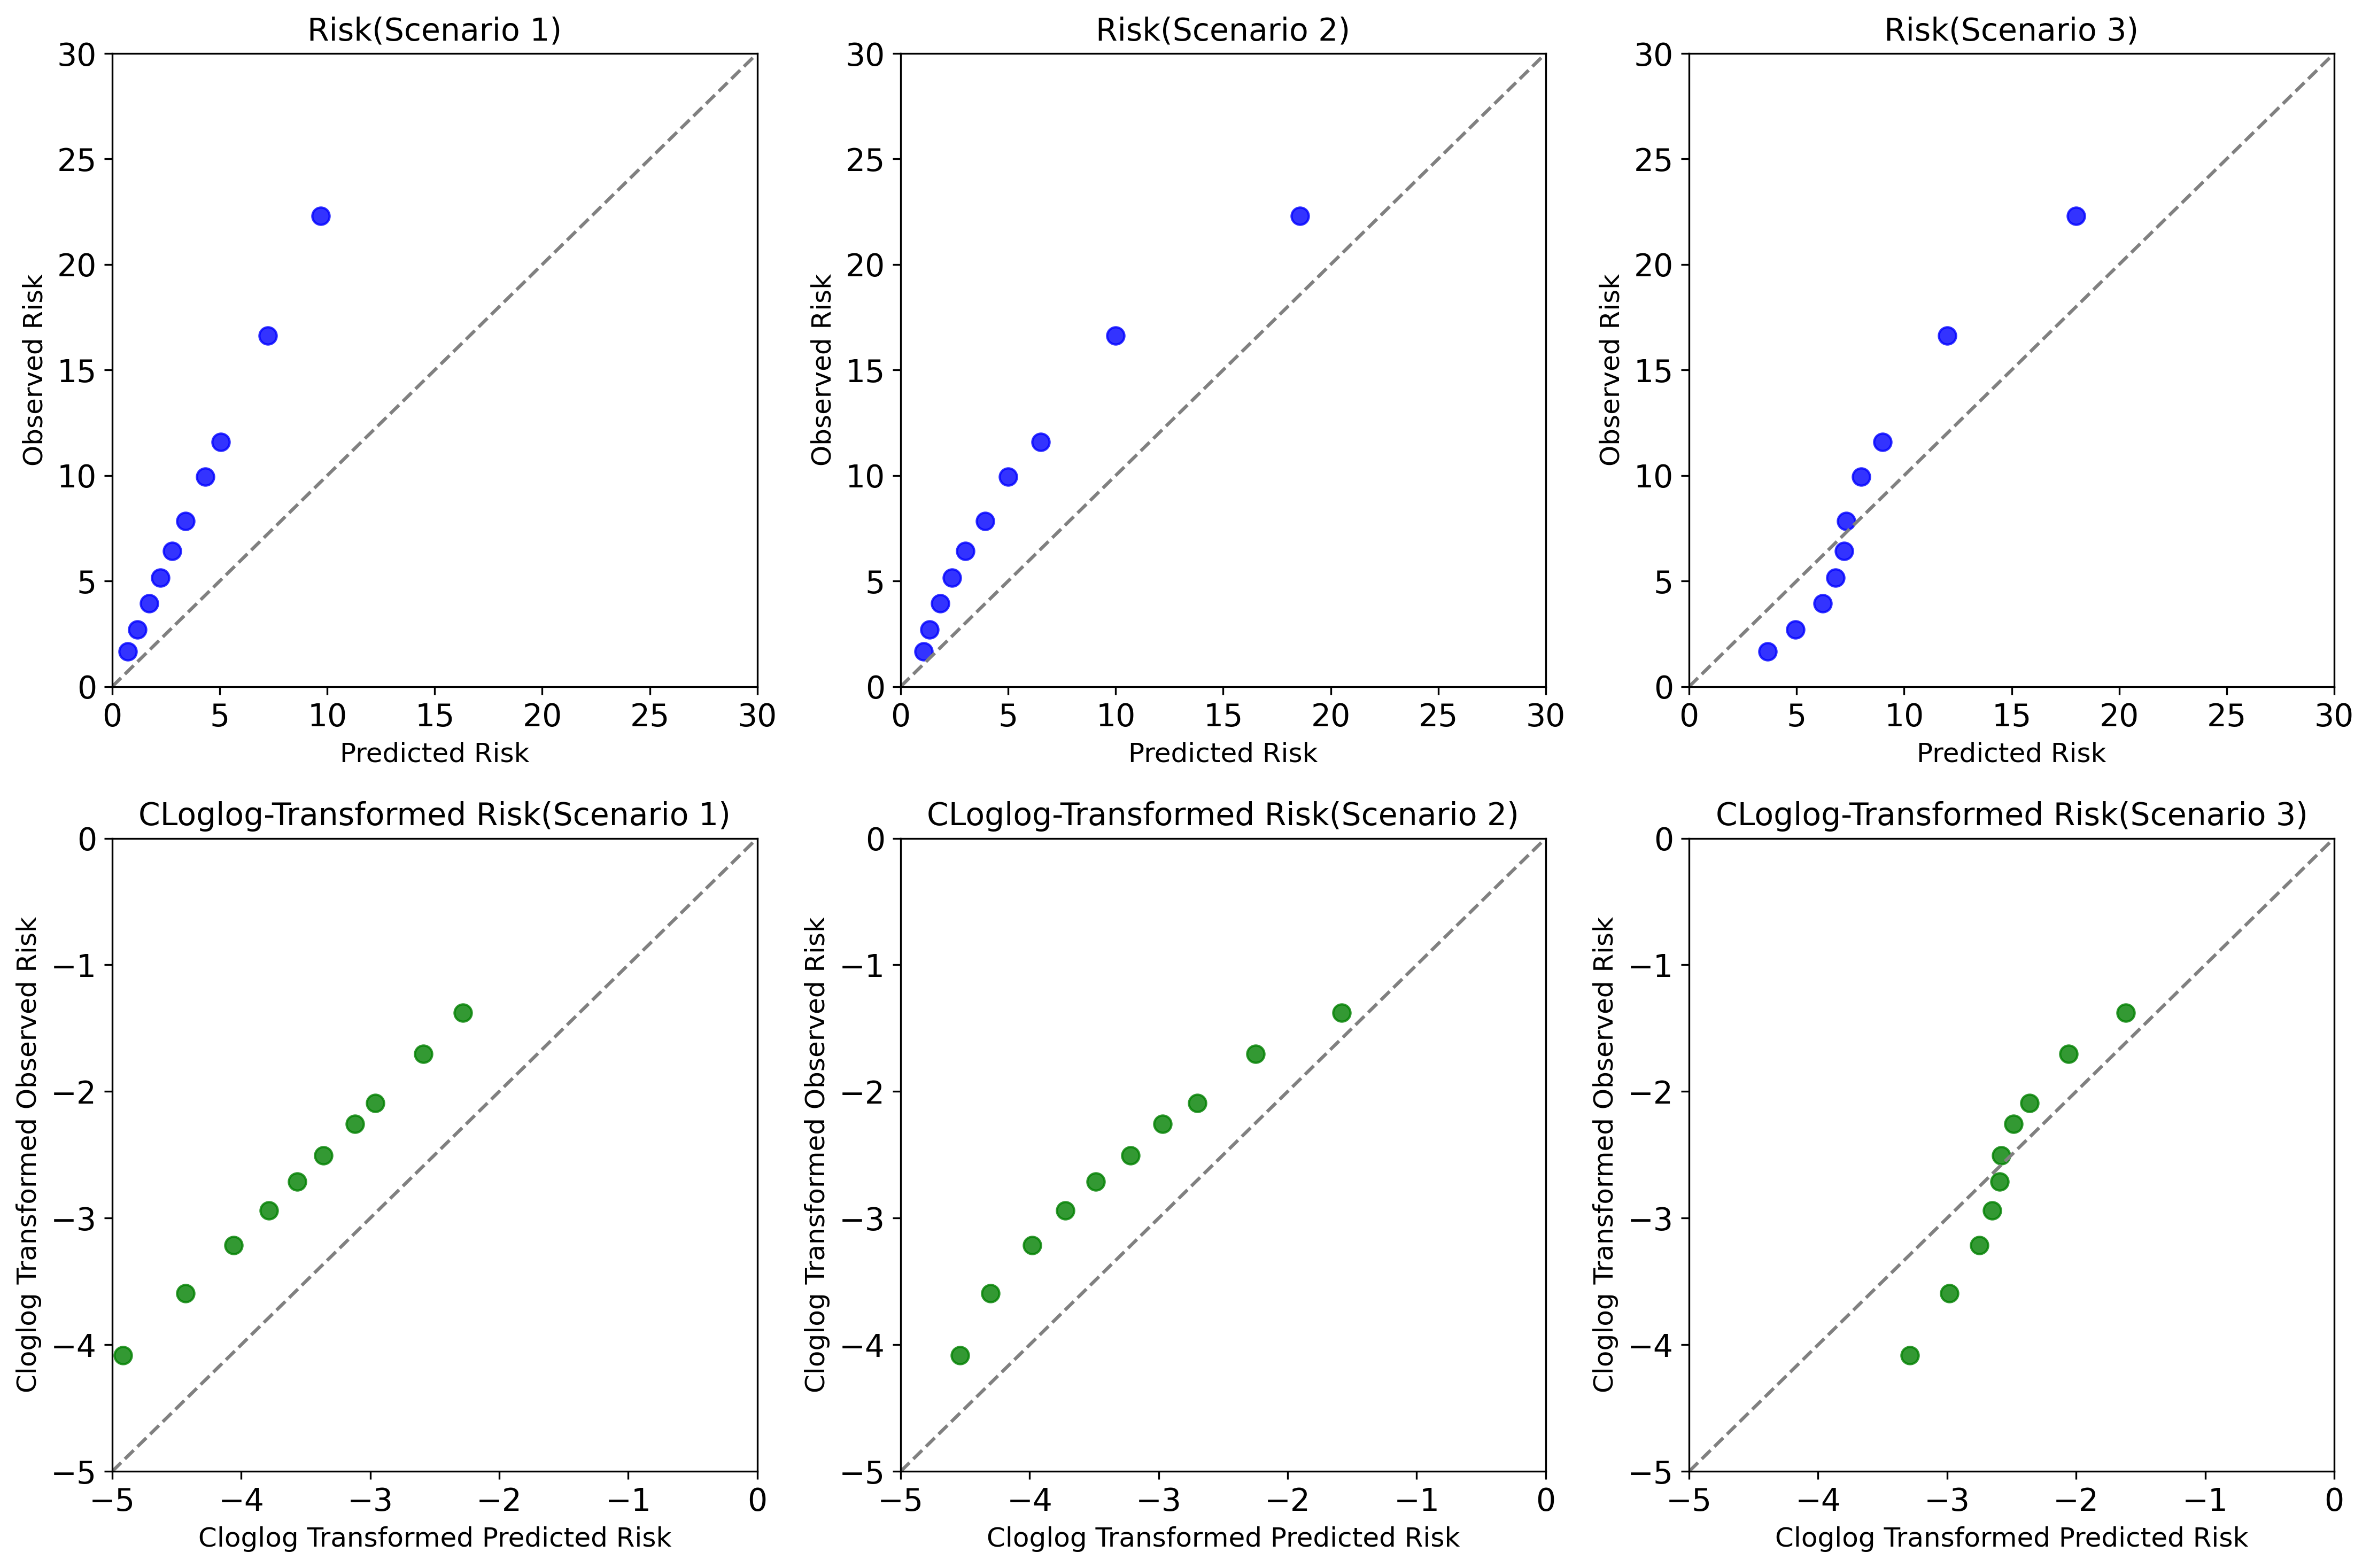 Risk(Scenario 1)
30
25
20
15
10
5
0
Observed Risk
0 5 10 15 20 25 30
Predicted Risk
Risk(Scenario 2)
30
25
20
15
10
5
0
Observed Risk
0 5 10 15 20 25 30
Predicted Risk
Risk(Scenario 3)
30
25
20
15
10
5
0
Observed Risk
0 5 10 15 20 25 30
Predicted Risk
CLoglog-Transformed Risk(Scenario 1)
0
−1
−2
−3
−4
−5
Cloglog Transformed Observed Risk
−5 −4 −3 −2 −1 0
Cloglog Transformed Predicted Risk
CLoglog-Transformed Risk(Scenario 2)
0
−1
−2
−3
−4
−5
Cloglog Transformed Observed Risk
−5 −4 −3 −2 −1 0
Cloglog Transformed Predicted Risk
CLoglog-Transformed Risk(Scenario 3)
0
−1
−2
−3
−4
−5
Cloglog Transformed Observed Risk
−5 −4 −3 −2 −1 0
Cloglog Transformed Predicted Risk